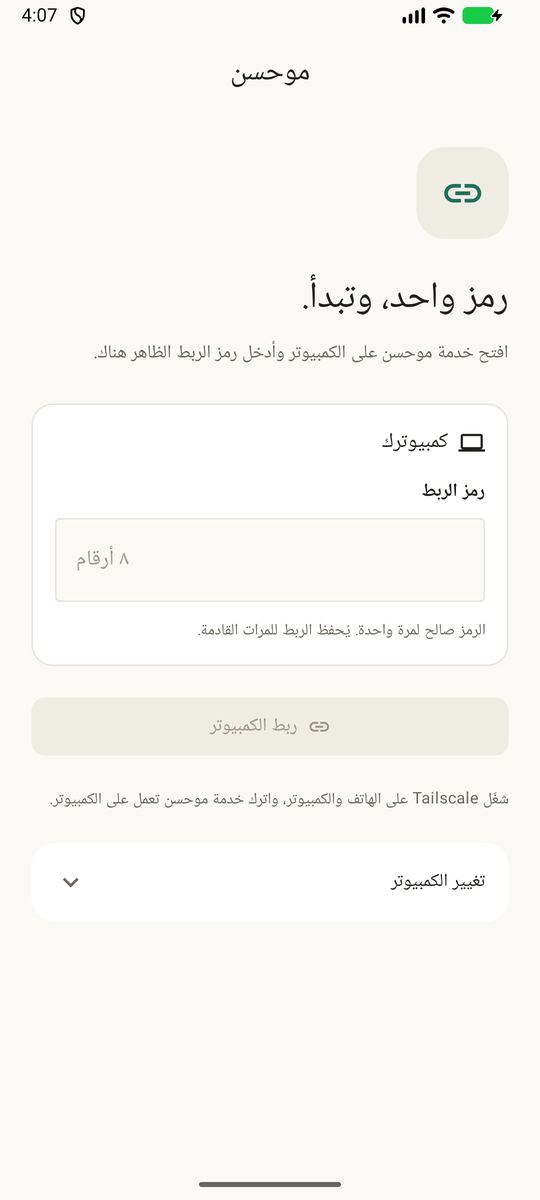 4:07
موحسن
رمز واحد، وتبدأ.
افتح خدمة موحسن على الكمبيوتر وأدخل رمز الربط الظاهر هناك.
كمبيوترك
رمز الربط
٨ أرقام
الرمز صالح لمرة واحدة. يُحفظ الربط للمرات القادمة.
ربط الكمبيوتر
شغّل Tailscale على الهاتف والكمبيوتر، واترك خدمة موحسن تعمل على الكمبيوتر.
تغيير الكمبيوتر